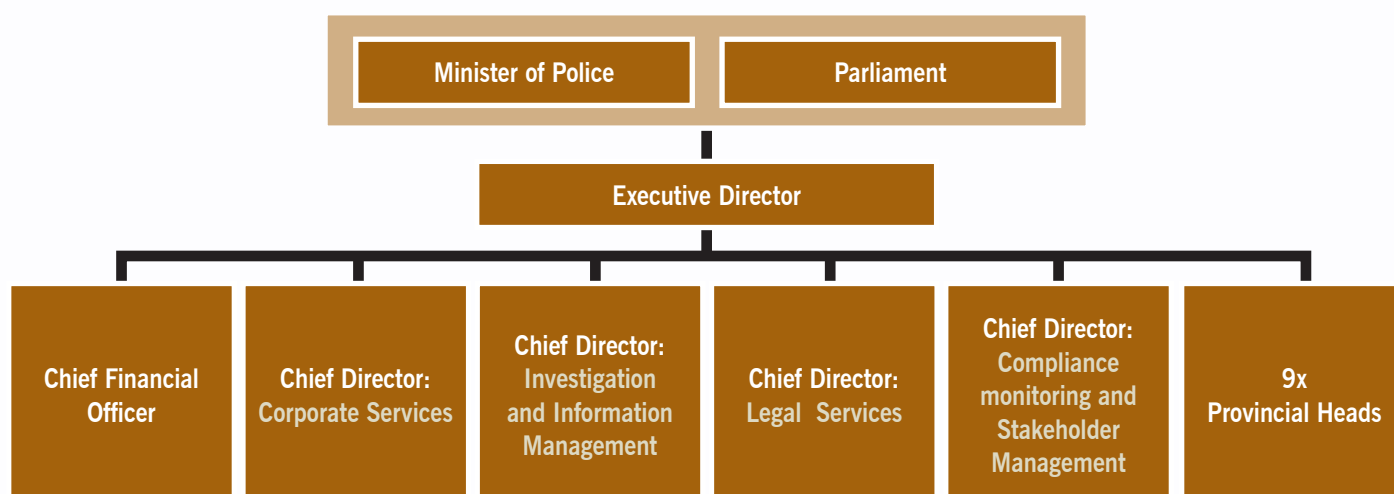 Minister of Police
Parliament
Executive Director
Chief Financial
Officer
Chief Director:
Corporate Services
Chief Director:
Investigation
and Information
Management
Chief Director:
Legal Services
Chief Director:
Compliance
monitoring and
Stakeholder
Management
9x
Provincial Heads